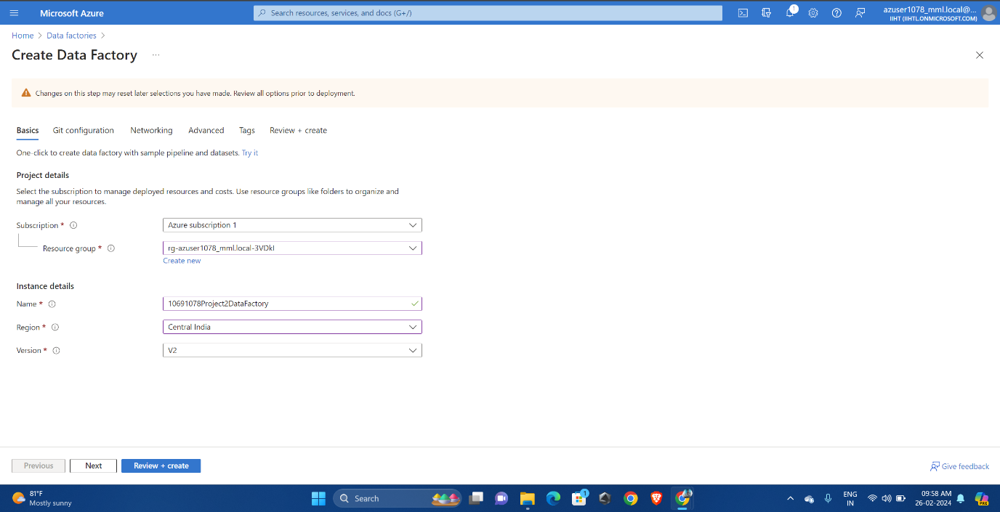 Microsoft Azure
Search resources, services, and docs (G+/)
1
azuser1078_mml.local@...
IIHT (IIHTL.ONMICROSOFT.COM)
Home > Data factories >
Create Data Factory ...
Changes on this step may reset later selections you have made. Review all options prior to deployment.
Basics Git configuration Networking Advanced Tags Review + create
One-click to create data factory with sample pipeline and datasets. Try it
Project details
Select the subscription to manage deployed resources and costs. Use resource groups like folders to organize and
manage all your resources.
Subscription * Azure subscription 1
Resource group * rg-azuser1078_mml.local-3VDkI
Create new
Instance details
Name * 10691078Project2DataFactory
Region * Central India
Version * V2
Previous Next Review + create
Give feedback
81°F
Mostly sunny
Search
1
ENG
IN
09:58 AM
26-02-2024
PRE